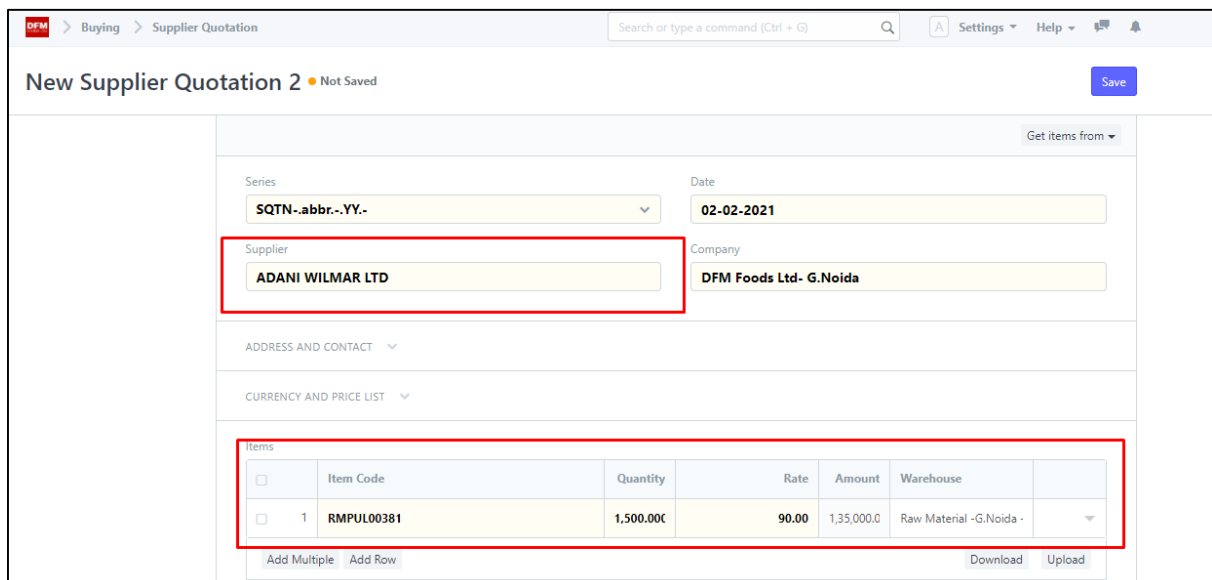 DFM
Buying
Supplier Quotation
Search or type a command (Ctrl + G)
A
Settings
Help
New Supplier Quotation 2
Not Saved
Save
Get items from
Series
Date
SQTN-.abbr.-.YY.-
02-02-2021
Supplier
Company
ADANI WILMAR LTD
DFM Foods Ltd- G.Noida
ADDRESS AND CONTACT
CURRENCY AND PRICE LIST
Items
Item Code Quantity Rate Amount Warehouse
1 RMPUL00381 1,500.00( 90.00 1,35,000.0 Raw Material -G.Noida -
Add Multiple Add Row Download Upload